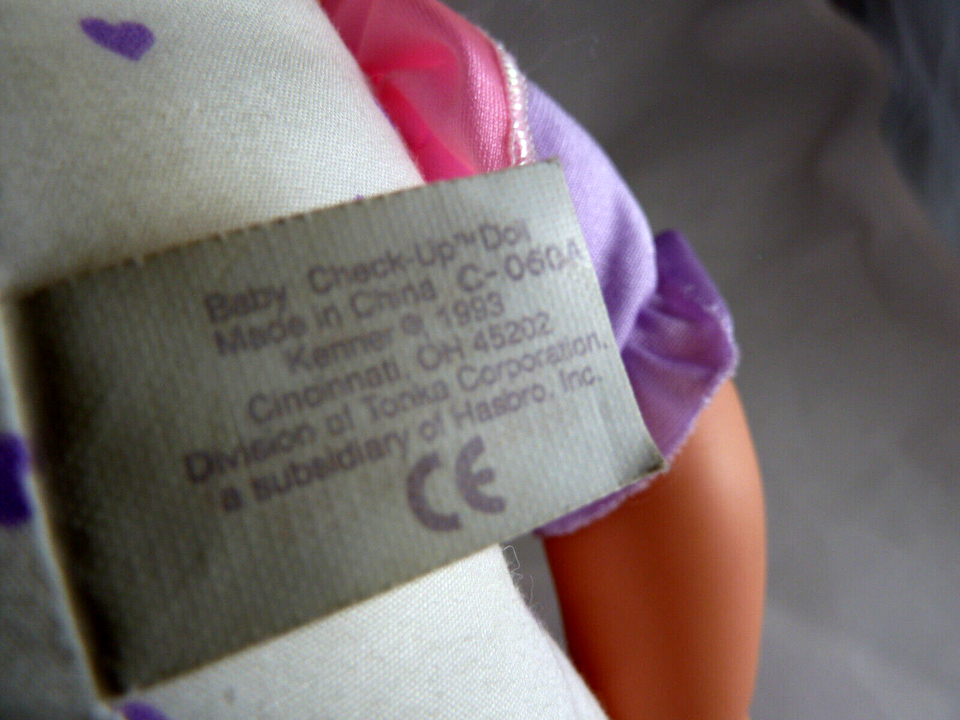 Baby Check-Up™ Doll
Made in China C-060A
Kenner® 1993
Cincinnati, OH 45202
Division of Tonka Corporation,
a subsidiary of Hasbro, Inc.
CE